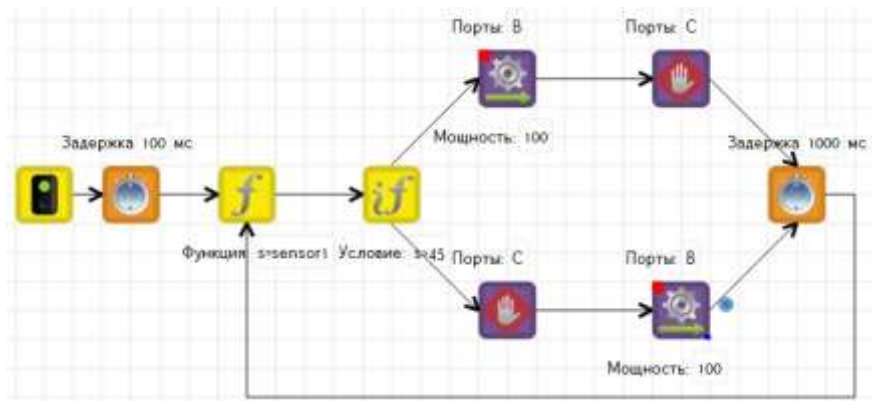 Порты: B Порты: C
Мощность: 100
Задержка 100 мс Задержка 1000 мс
Функция: s=sensor1 Условие: s>45
Порты: C Порты: B
Мощность: 100